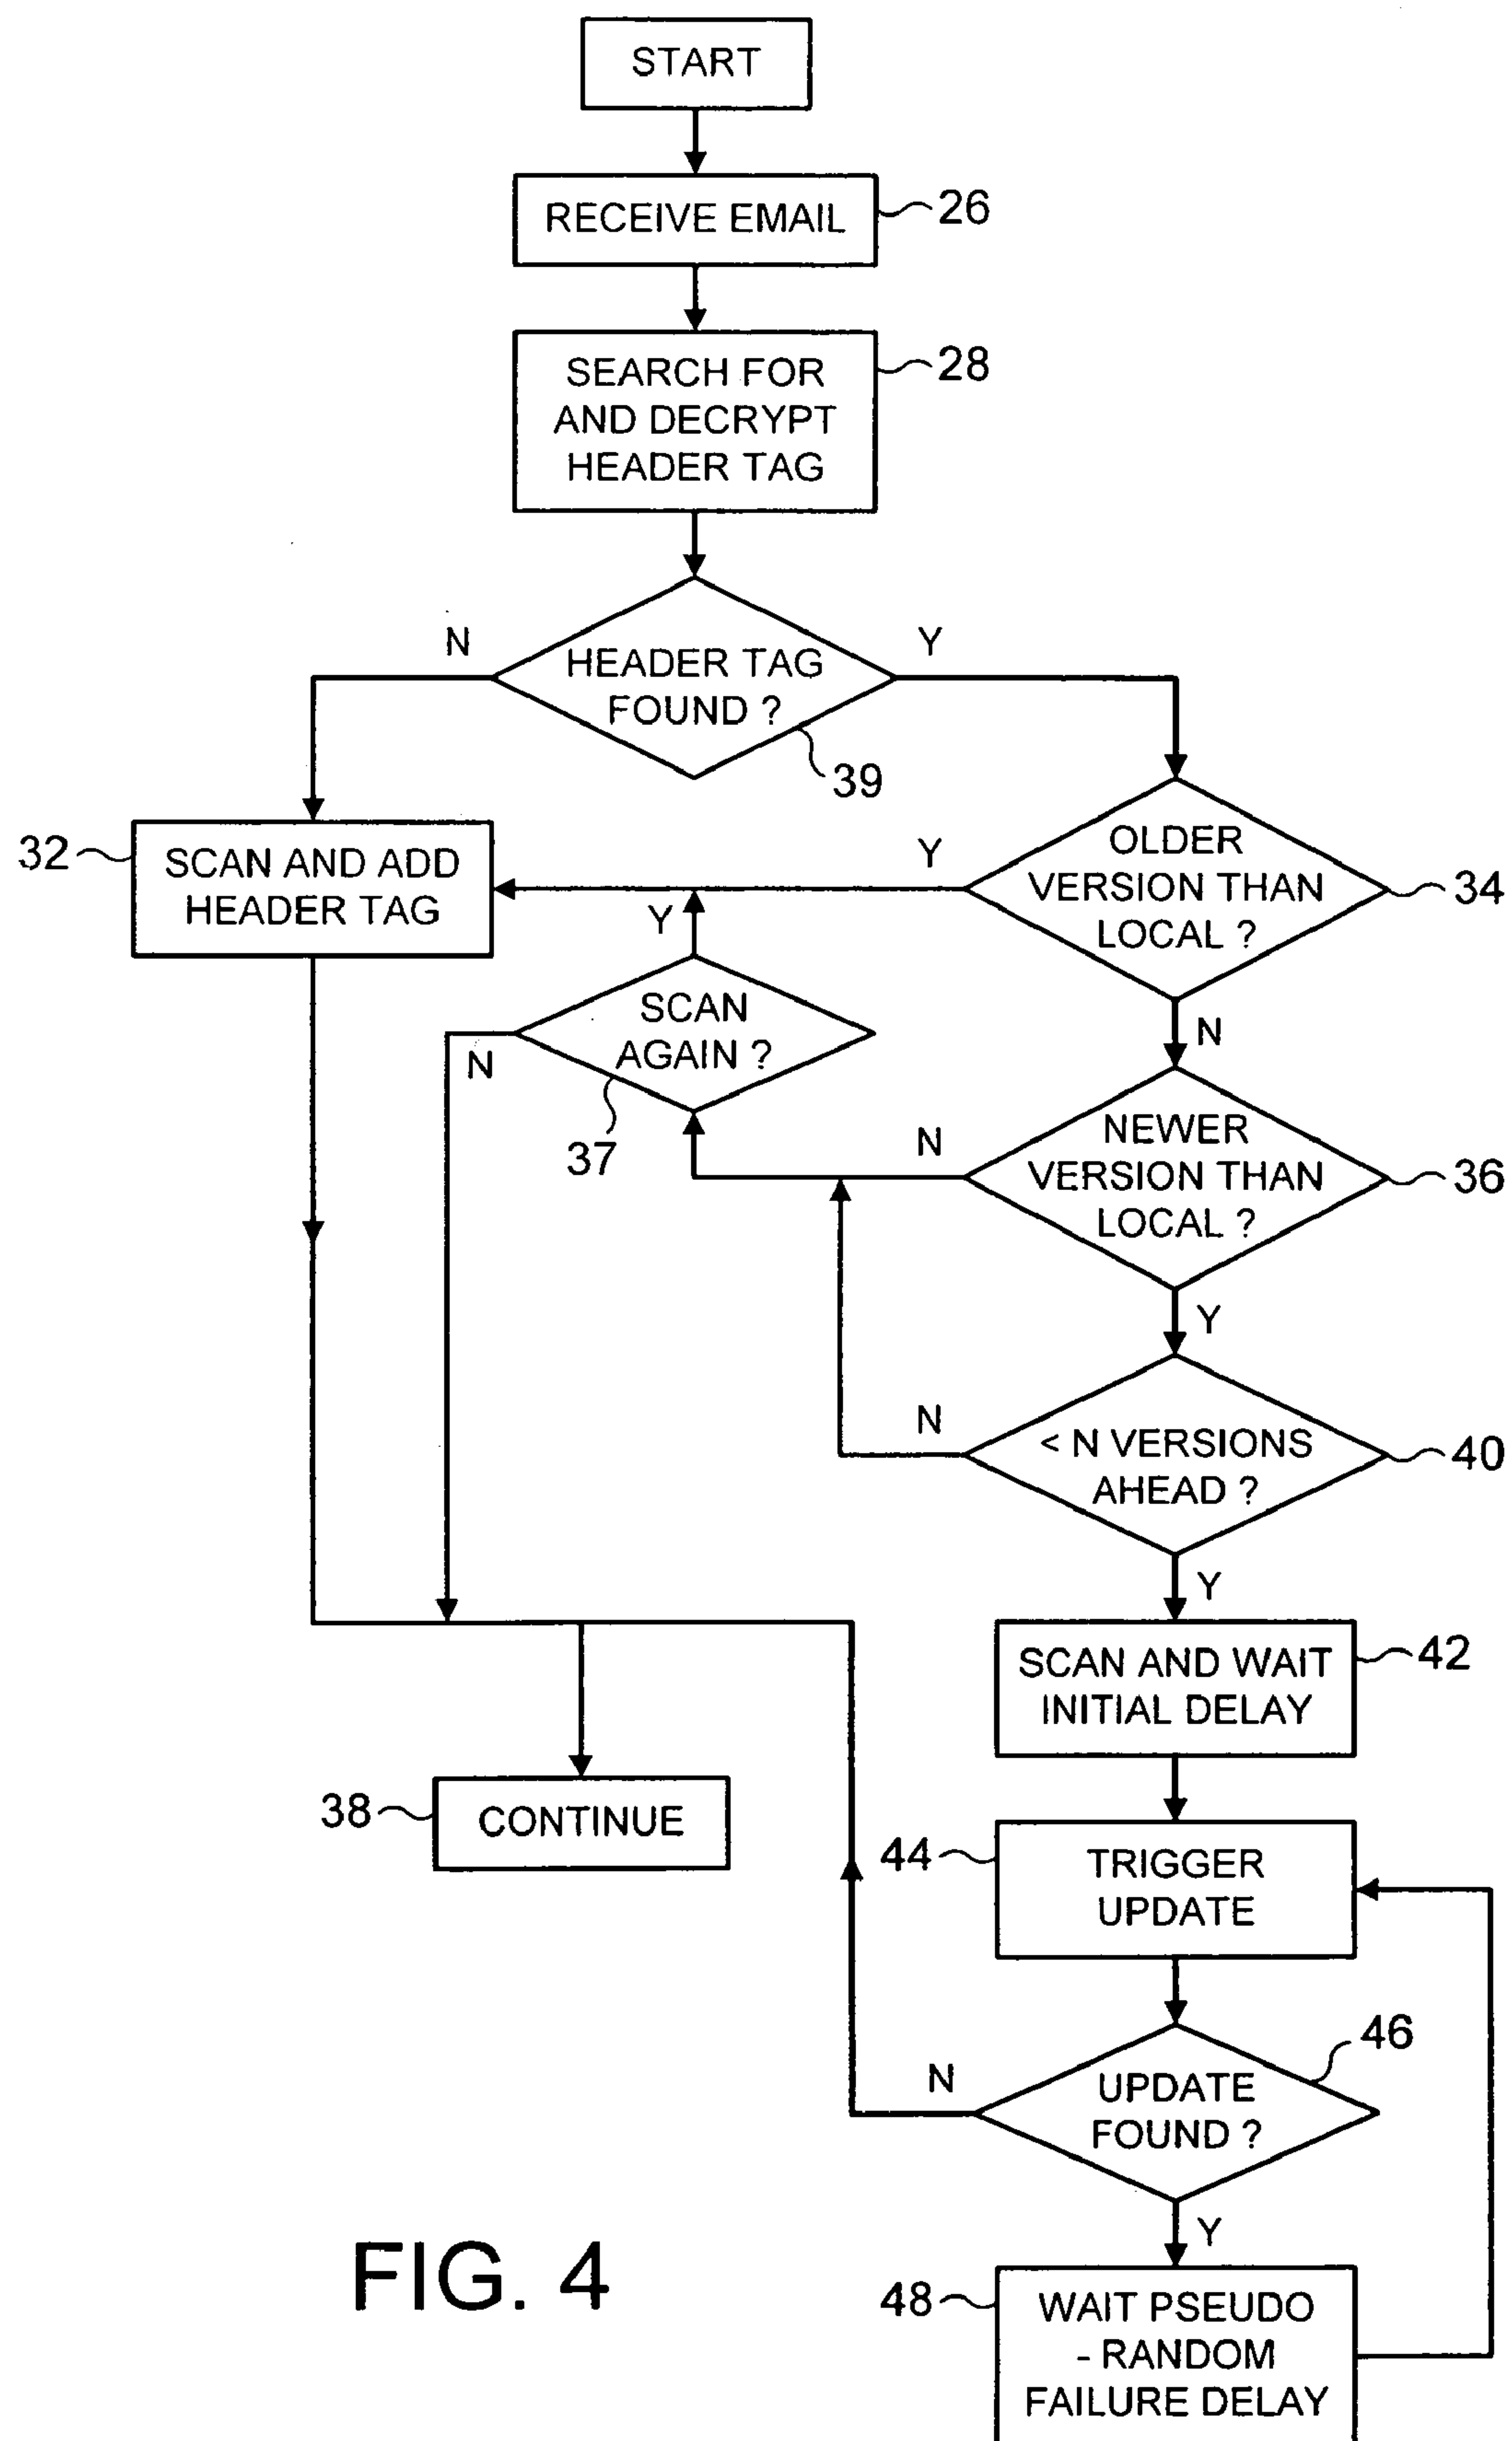 START
RECEIVE EMAIL
26
SEARCH FOR
AND DECRYPT
HEADER TAG
28
HEADER TAG
FOUND ?
N
Y
39
32
SCAN AND ADD
HEADER TAG
Y
OLDER
VERSION THAN
LOCAL ?
34
Y
SCAN
AGAIN ?
N
37
N
NEWER
VERSION THAN
LOCAL ?
36
N
Y
< N VERSIONS
AHEAD ?
40
N
Y
SCAN AND WAIT
INITIAL DELAY
42
38
CONTINUE
44
TRIGGER
UPDATE
46
UPDATE
FOUND ?
N
Y
48
WAIT PSEUDO
- RANDOM
FAILURE DELAY
FIG. 4